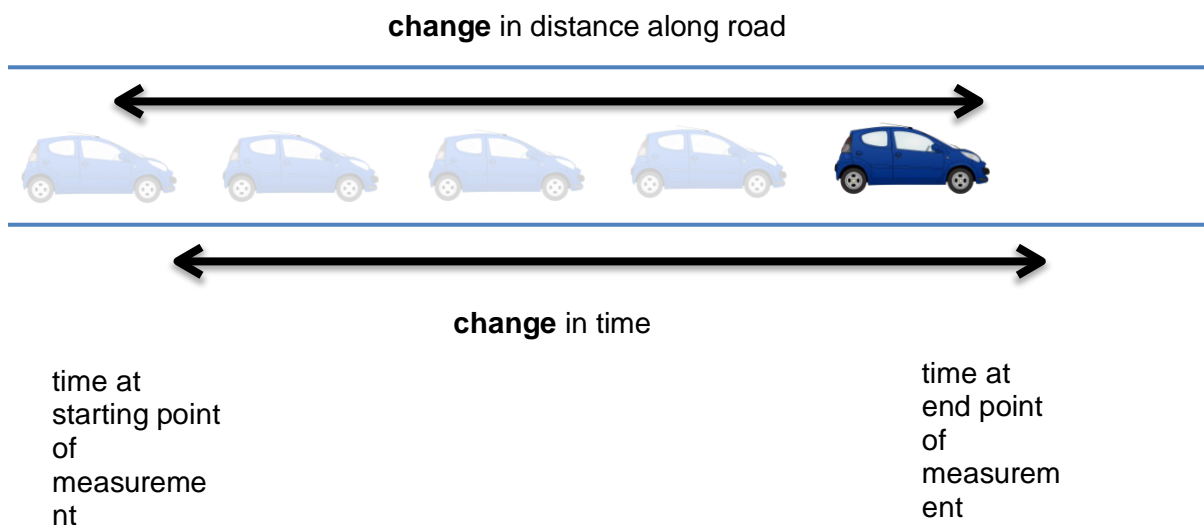 change in distance along road
change in time
time at
starting point
of
measureme
nt
time at
end point
of
measurem
ent